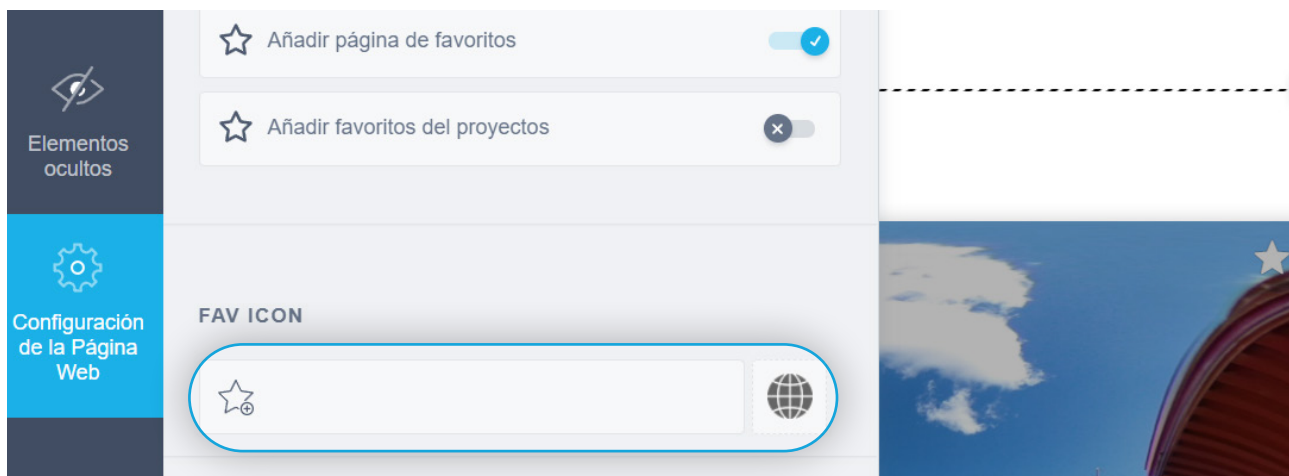 Añadir página de favoritos
Añadir favoritos del proyectos
Elementos
ocultos
Configuración
de la Página
Web
FAV ICON